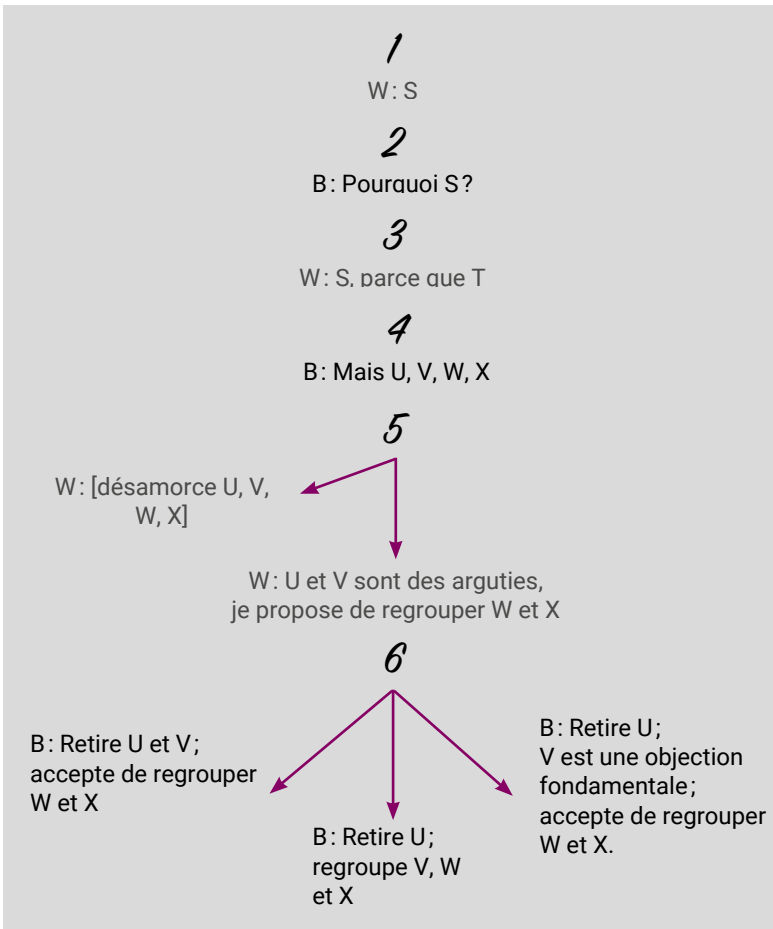 1
W : S
2
B : Pourquoi S ?
3
W : S, parce que T
4
B : Mais U, V, W, X
5
W : [désamorce U, V,
W, X]
W : U et V sont des arguties,
je propose de regrouper W et X
6
B : Retire U et V ;
accepte de regrouper
W et X
B : Retire U ;
regroupe V, W
et X
B : Retire U ;
V est une objection
fondamentale ;
accepte de regrouper
W et X.